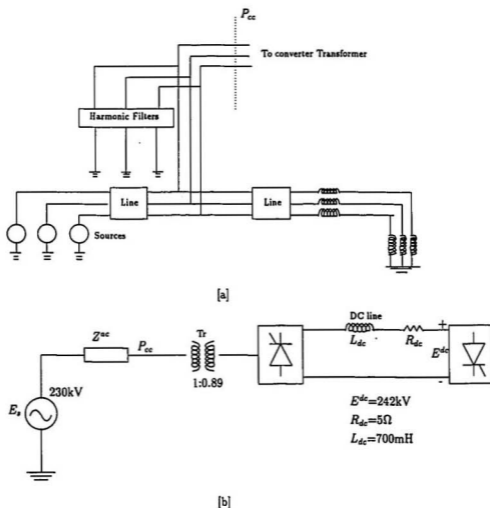 P_cc
To converter Transformer
Harmonic Filters
Line
Line
Sources
[a]
DC line
Z^ac
P_cc
Tr
L_dc
R_dc
+
E^dc
-
1:0.89
230kV
E_s
E^dc=242kV
R_dc=5Ω
L_dc=700mH
[b]